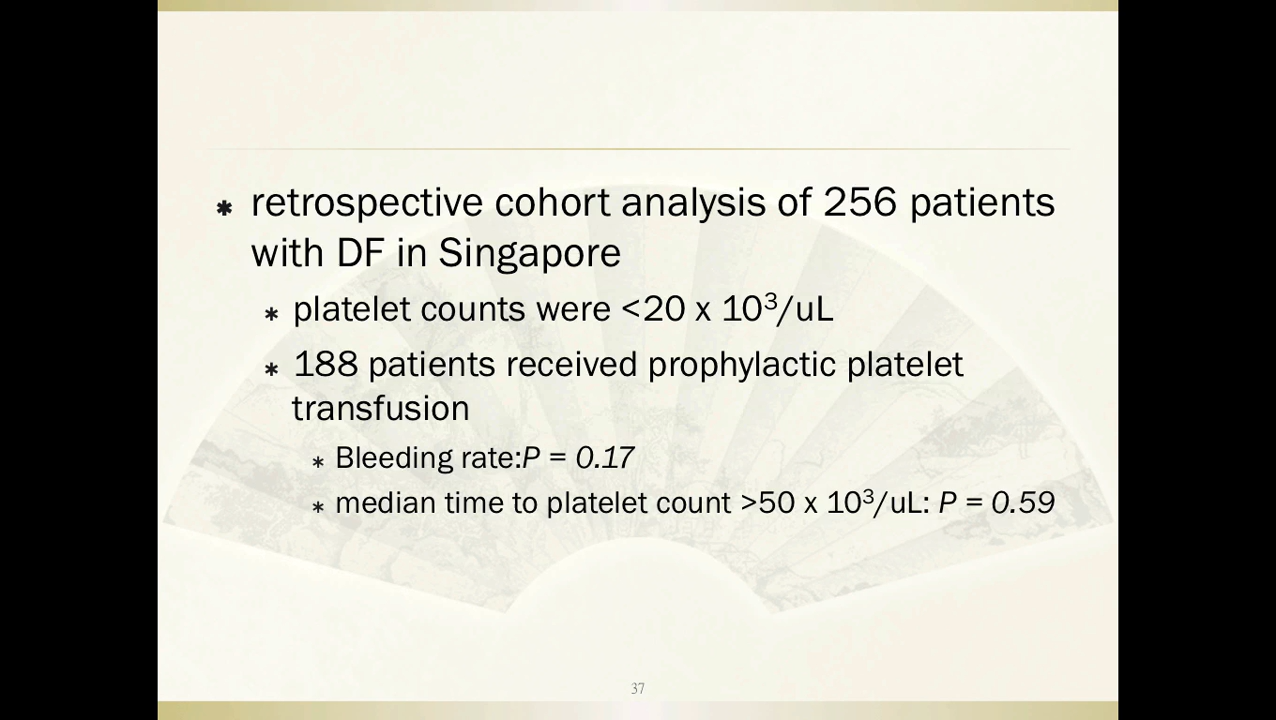 * retrospective cohort analysis of 256 patients
with DF in Singapore
* platelet counts were <20 x 10³/uL
* 188 patients received prophylactic platelet
transfusion
* Bleeding rate:P = 0.17
* median time to platelet count >50 x 10³/uL: P = 0.59
37